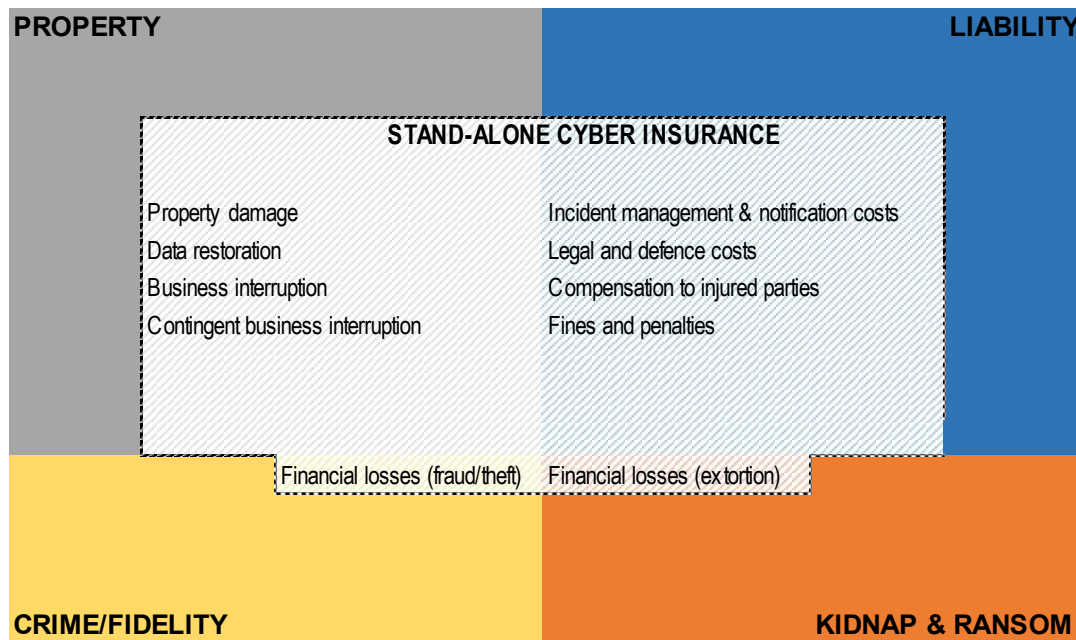 PROPERTY
LIABILITY
STAND-ALONE CYBER INSURANCE
Property damage
Data restoration
Business interruption
Contingent business interruption
Incident management & notification costs
Legal and defence costs
Compensation to injured parties
Fines and penalties
Financial losses (fraud/theft)
Financial losses (extortion)
CRIME/FIDELITY
KIDNAP & RANSOM